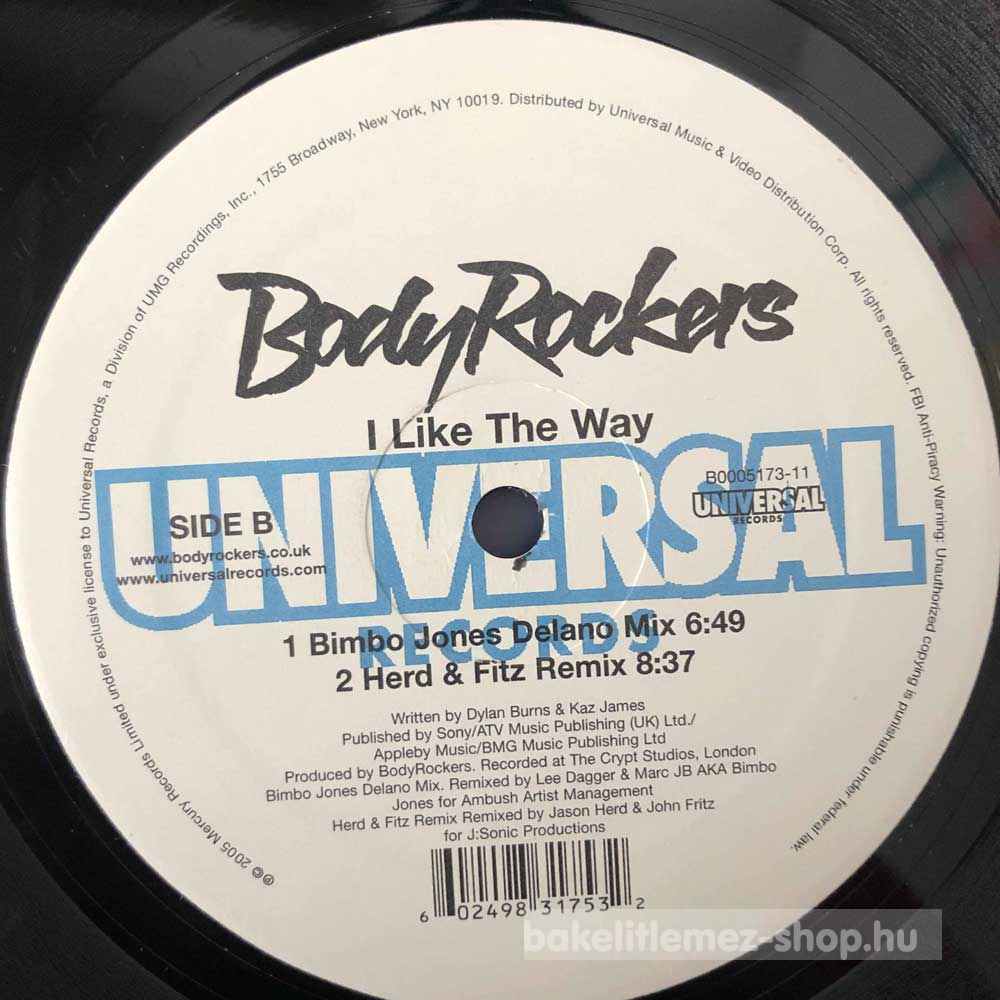 ℗© 2005 Mercury Records Limited under exclusive license to Universal Records, a Division of UMG Recordings, Inc., 1755 Broadway, New York, NY 10019. Distributed by Universal Music & Video Distribution Corp. All rights reserved. FBI Anti-Piracy Warning: Unauthorized copying is punishable under federal law.
BodyRockers
I Like The Way
UNIVERSAL
RECORDS
B0005173-11
UNIVERSAL
RECORDS
SIDE B
www.bodyrockers.co.uk
www.universalrecords.com
1 Bimbo Jones Delano Mix 6:49
2 Herd & Fitz Remix 8:37
Written by Dylan Burns & Kaz James
Published by Sony/ATV Music Publishing (UK) Ltd./
Appleby Music/BMG Music Publishing Ltd
Produced by BodyRockers. Recorded at The Crypt Studios, London
Bimbo Jones Delano Mix. Remixed by Lee Dagger & Marc JB AKA Bimbo
Jones for Ambush Artist Management
Herd & Fitz Remix Remixed by Jason Herd & John Fritz
for J:Sonic Productions
6 02498 31753 2
bakelitlemez-shop.hu